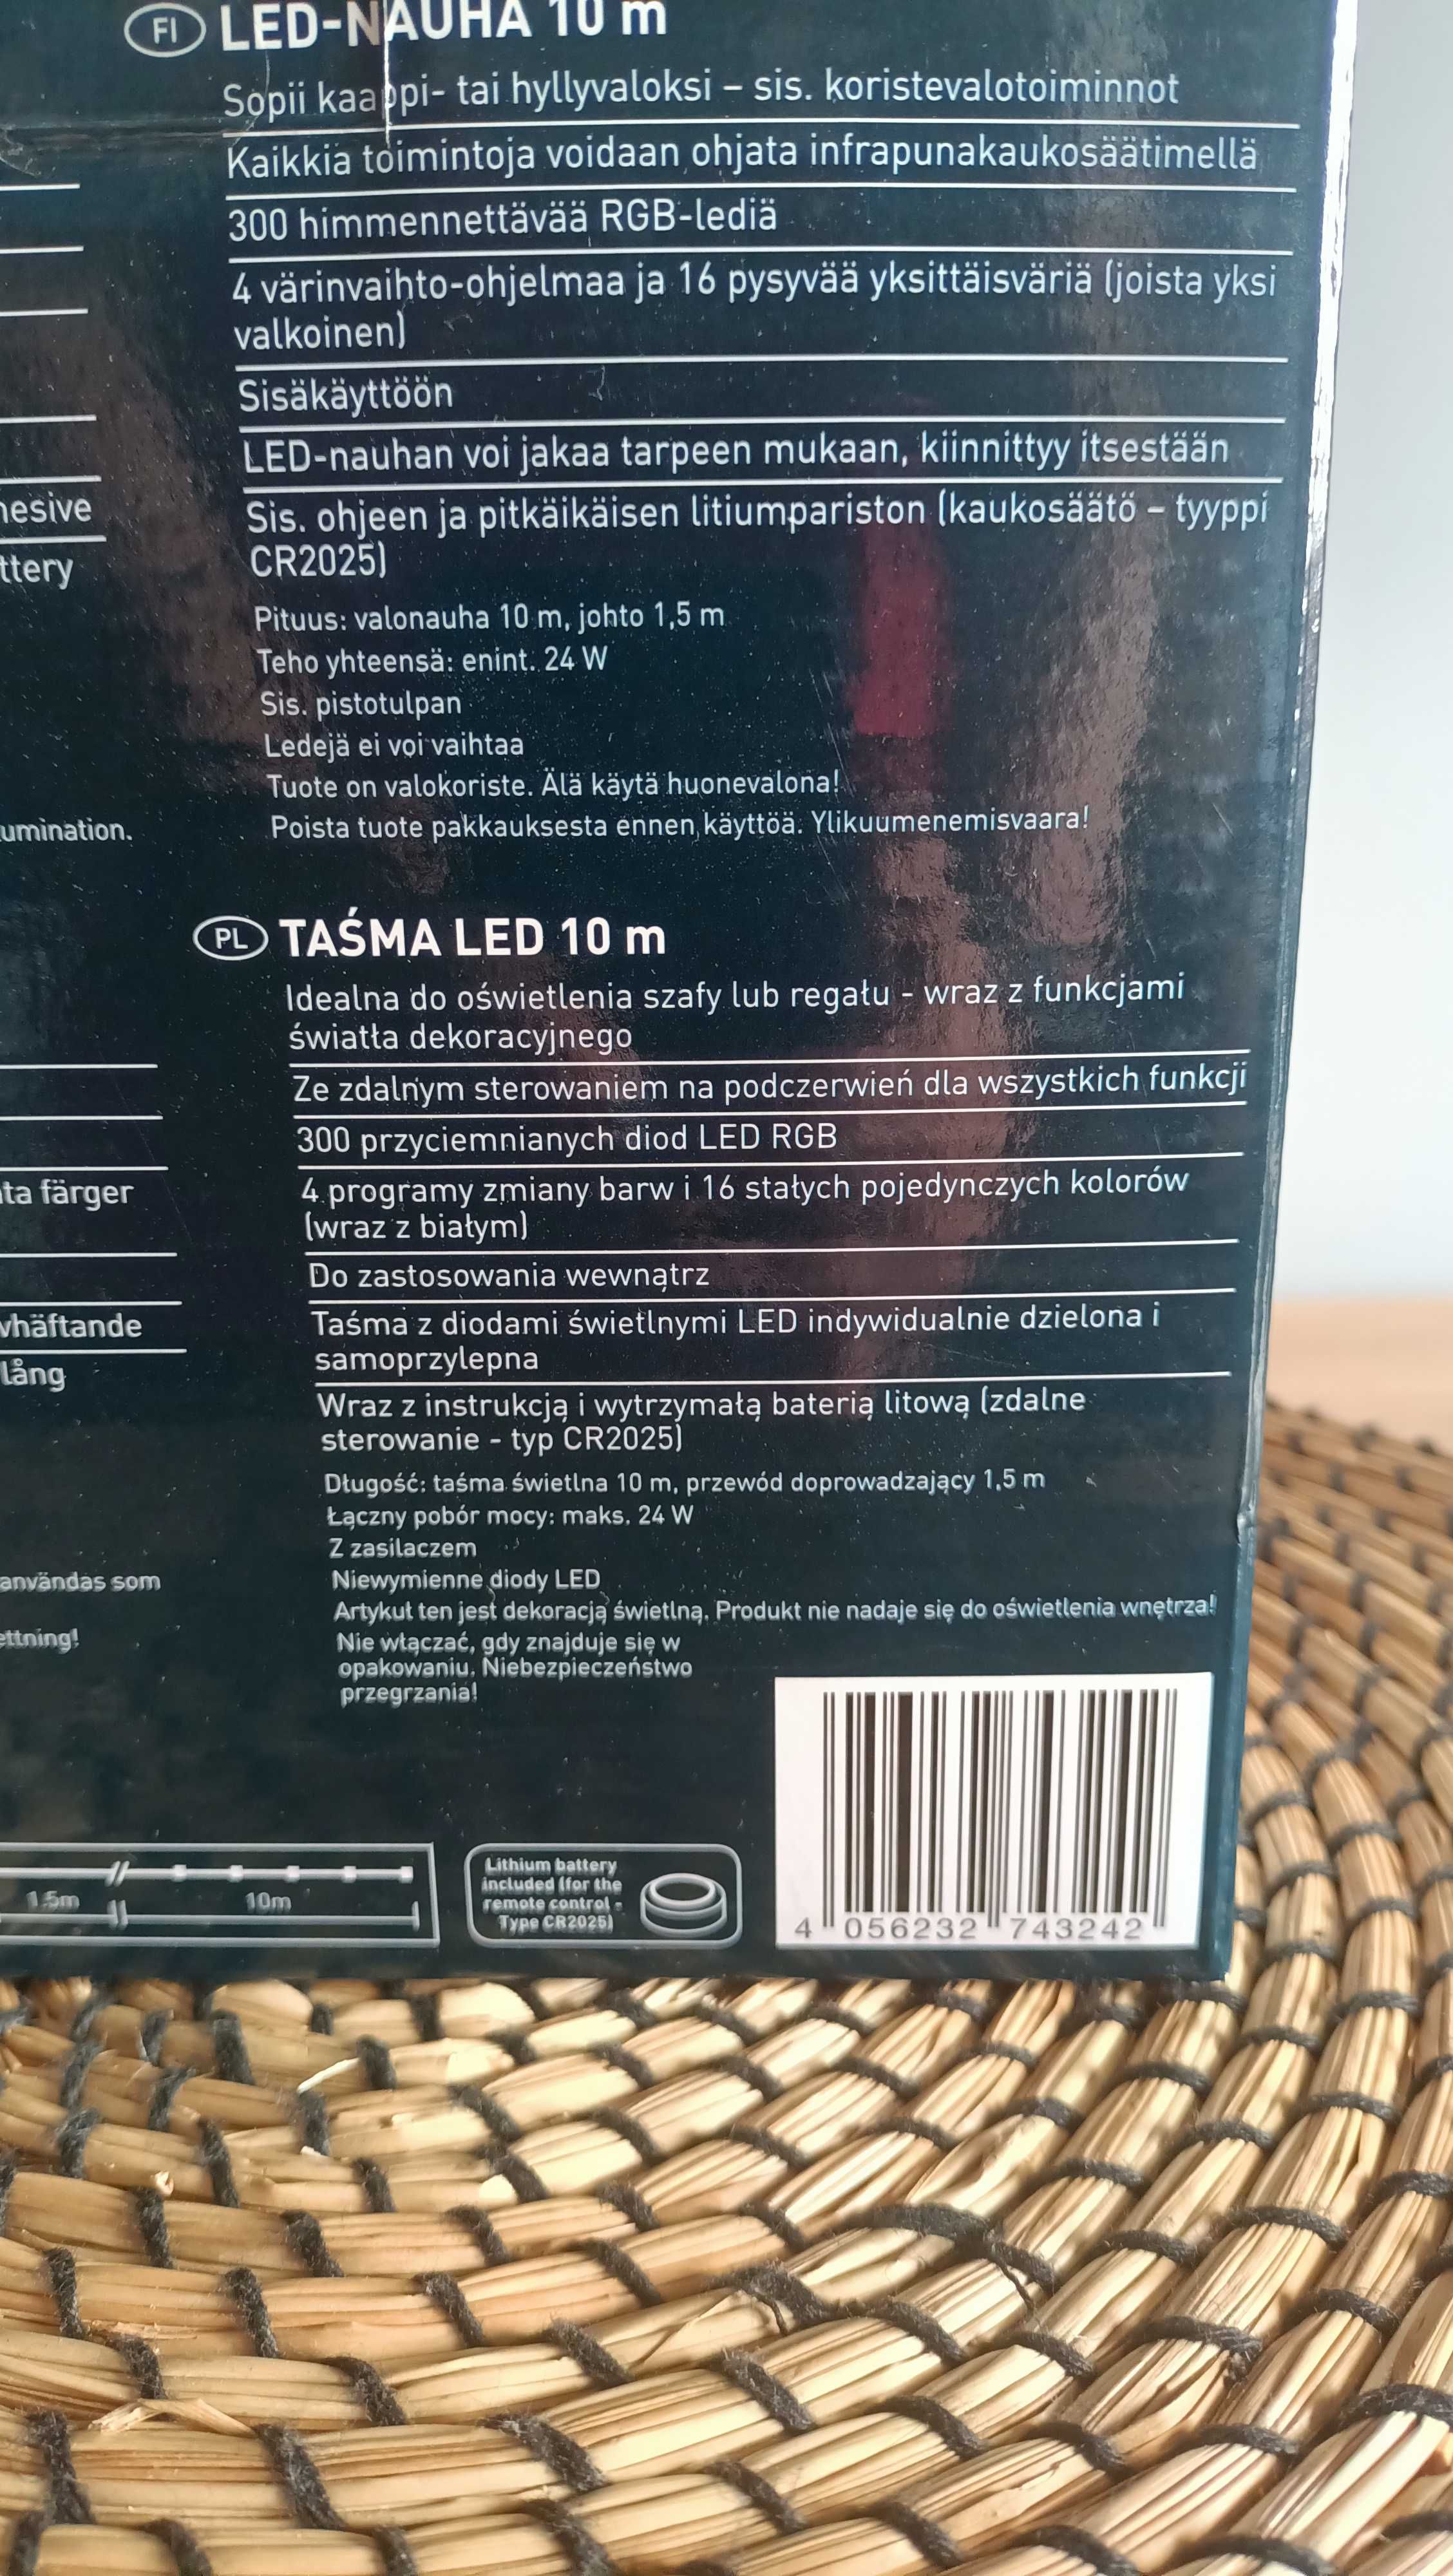 FI LED-NAUHA 10 m
Sopii kaappi- tai hyllyvaloksi – sis. koristevalotoiminnot
Kaikkia toimintoja voidaan ohjata infrapunakaukosäätimellä
300 himmennettävää RGB-lediä
4 värinvaihto-ohjelmaa ja 16 pysyvää yksittäisväriä (joista yksi
valkoinen)
Sisäkäyttöön
LED-nauhan voi jakaa tarpeen mukaan, kiinnittyy itsestään
Sis. ohjeen ja pitkäikäisen litiumpariston (kaukosäätö – tyyppi
CR2025)
Pituus: valonauha 10 m, johto 1,5 m
Teho yhteensä: enint. 24 W
Sis. pistotulpan
Ledejä ei voi vaihtaa
Tuote on valokoriste. Älä käytä huonevalona!
Poista tuote pakkauksesta ennen käyttöä. Ylikuumenemisvaara!
hesive
ttery
umination.
PL TAŚMA LED 10 m
Idealna do oświetlenia szafy lub regału - wraz z funkcjami
światła dekoracyjnego
Ze zdalnym sterowaniem na podczerwień dla wszystkich funkcji
300 przyciemnianych diod LED RGB
4 programy zmiany barw i 16 stałych pojedynczych kolorów
(wraz z białym)
Do zastosowania wewnątrz
Taśma z diodami świetlnymi LED indywidualnie dzielona i
samoprzylepna
Wraz z instrukcją i wytrzymałą baterią litową (zdalne
sterowanie - typ CR2025)
Długość: taśma świetlna 10 m, przewód doprowadzający 1,5 m
Łączny pobór mocy: maks. 24 W
Z zasilaczem
Niewymienne diody LED
Artykuł ten jest dekoracją świetlną. Produkt nie nadaje się do oświetlenia wnętrza!
Nie włączać, gdy znajduje się w
opakowaniu. Niebezpieczeństwo
przegrzania!
ta färger
vhäftande
lång
användas som
ettning!
1.5m 10m
Lithium battery
included (for the
remote control -
Type CR2025)
4 056232 743242